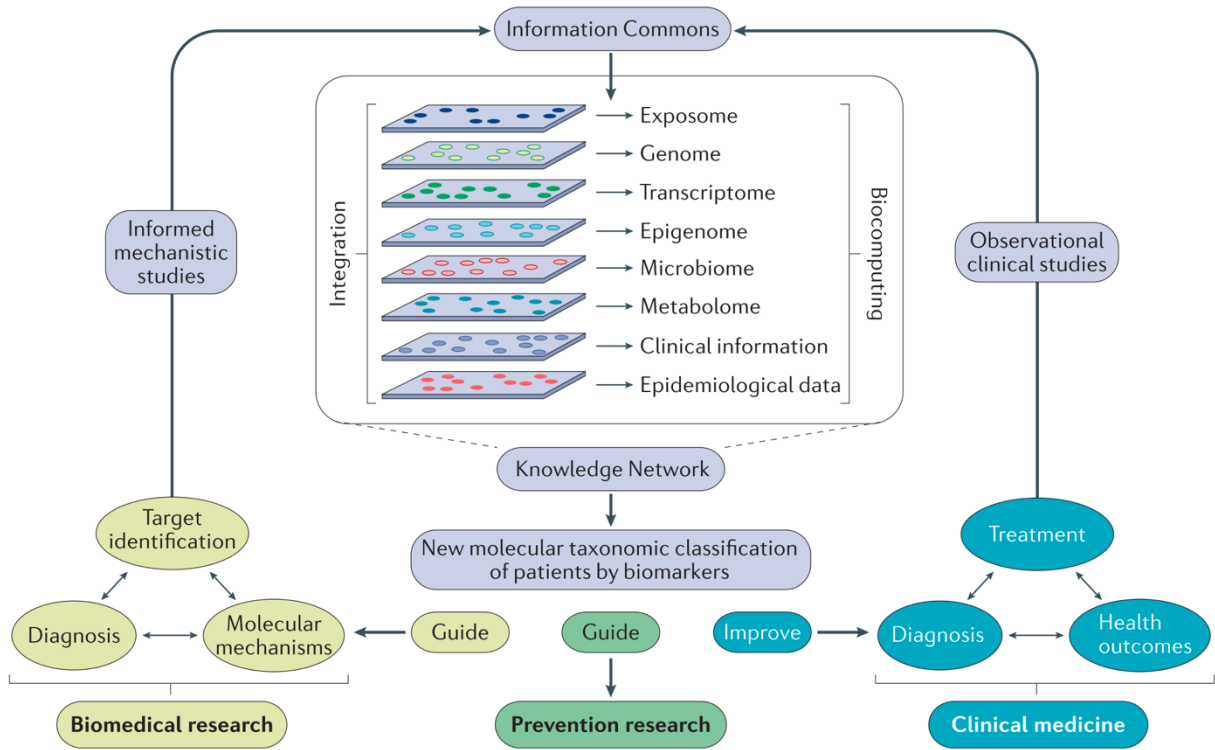 Information Commons
Integration
Exposome
Genome
Transcriptome
Epigenome
Microbiome
Metabolome
Clinical information
Epidemiological data
Biocomputing
Informed
mechanistic
studies
Observational
clinical studies
Knowledge Network
New molecular taxonomic classification
of patients by biomarkers
Target
identification
Diagnosis
Molecular
mechanisms
Guide
Guide
Improve
Treatment
Diagnosis
Health
outcomes
Biomedical research
Prevention research
Clinical medicine